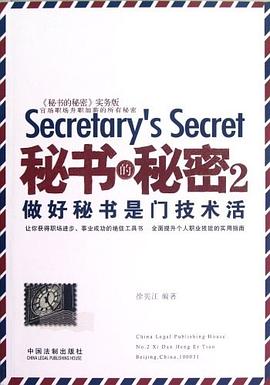 《秘书的秘密》实务版
官场职场升职加薪的所有秘密
Secretary's Secret
秘书的秘密2
做好秘书是门技术活
让你获得职场进步、事业成功的绝佳工具书 全面提升个人职业技能的实用指南
徐宪江 编著
China Legal Publishing House
No.2 Xi Dan Heng Er Tiao
Beijing,China,100031
中国法制出版社
CHINA LEGAL PUBLISHING HOUSE